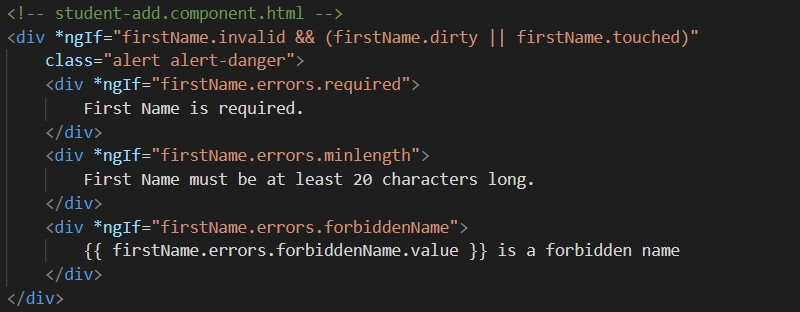 <!-- student-add.component.html -->
<div *ngIf="firstName.invalid && (firstName.dirty || firstName.touched)"
class="alert alert-danger">
<div *ngIf="firstName.errors.required">
First Name is required.
</div>
<div *ngIf="firstName.errors.minlength">
First Name must be at least 20 characters long.
</div>
<div *ngIf="firstName.errors.forbiddenName">
{{ firstName.errors.forbiddenName.value }} is a forbidden name
</div>
</div>